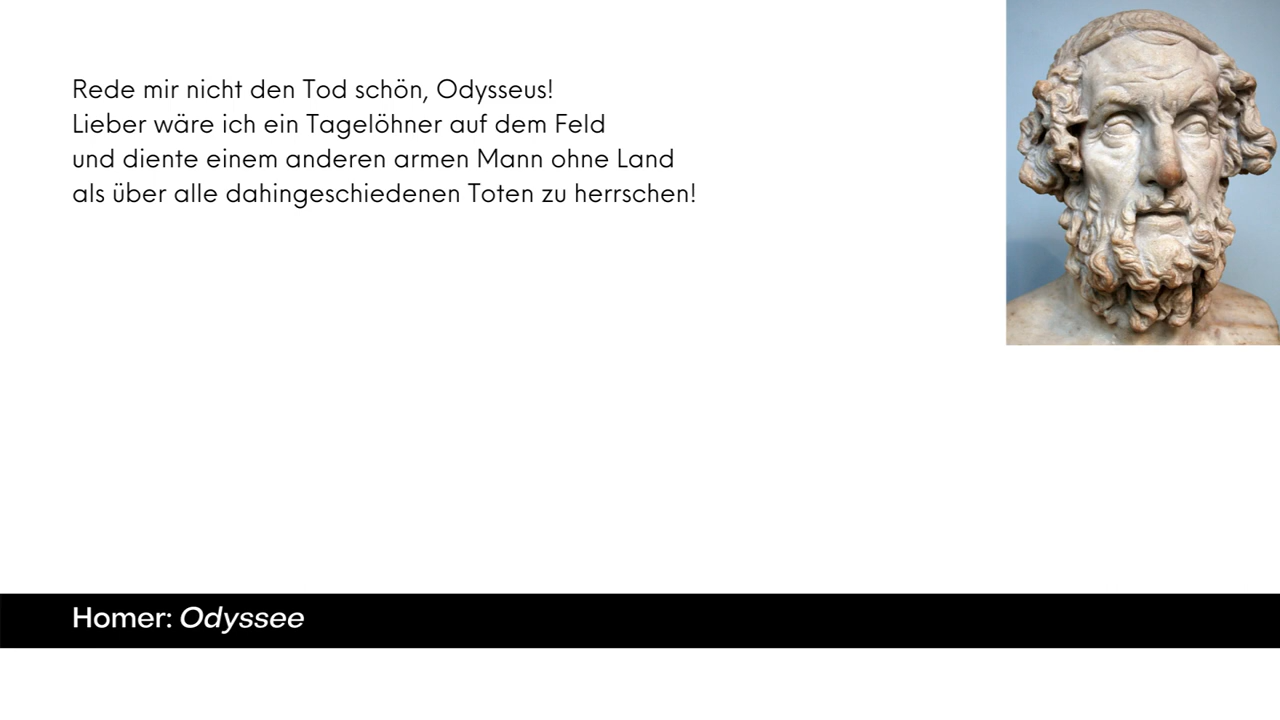 Rede mir nicht den Tod schön, Odysseus!
Lieber wäre ich ein Tagelöhner auf dem Feld
und diente einem anderen armen Mann ohne Land
als über alle dahingeschiedenen Toten zu herrschen!
Homer: Odyssee